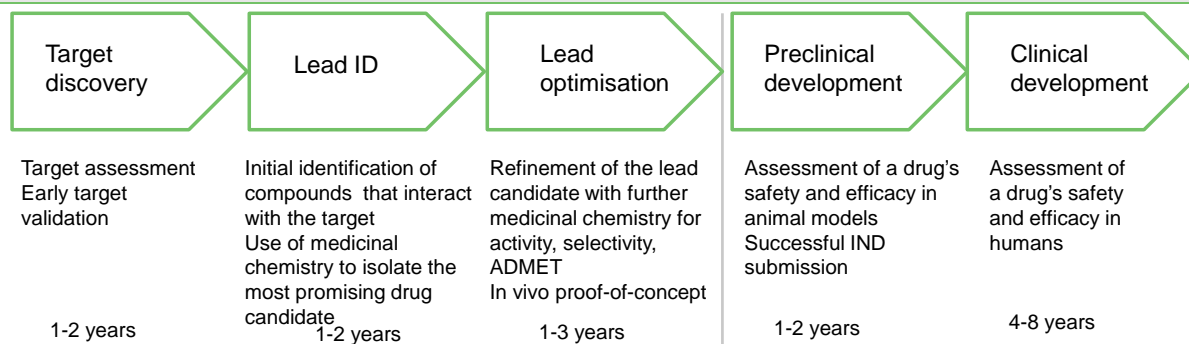 Target
discovery
Lead ID
Lead
optimisation
Preclinical
development
Clinical
development
Target assessment
Early target
validation
1-2 years
Initial identification of
compounds that interact
with the target
Use of medicinal
chemistry to isolate the
most promising drug
candidate
1-2 years
Refinement of the lead
candidate with further
medicinal chemistry for
activity, selectivity,
ADMET
In vivo proof-of-concept
1-3 years
Assessment of a drug's
safety and efficacy in
animal models
Successful IND
submission
1-2 years
Assessment of
a drug's safety
and efficacy in
humans
4-8 years